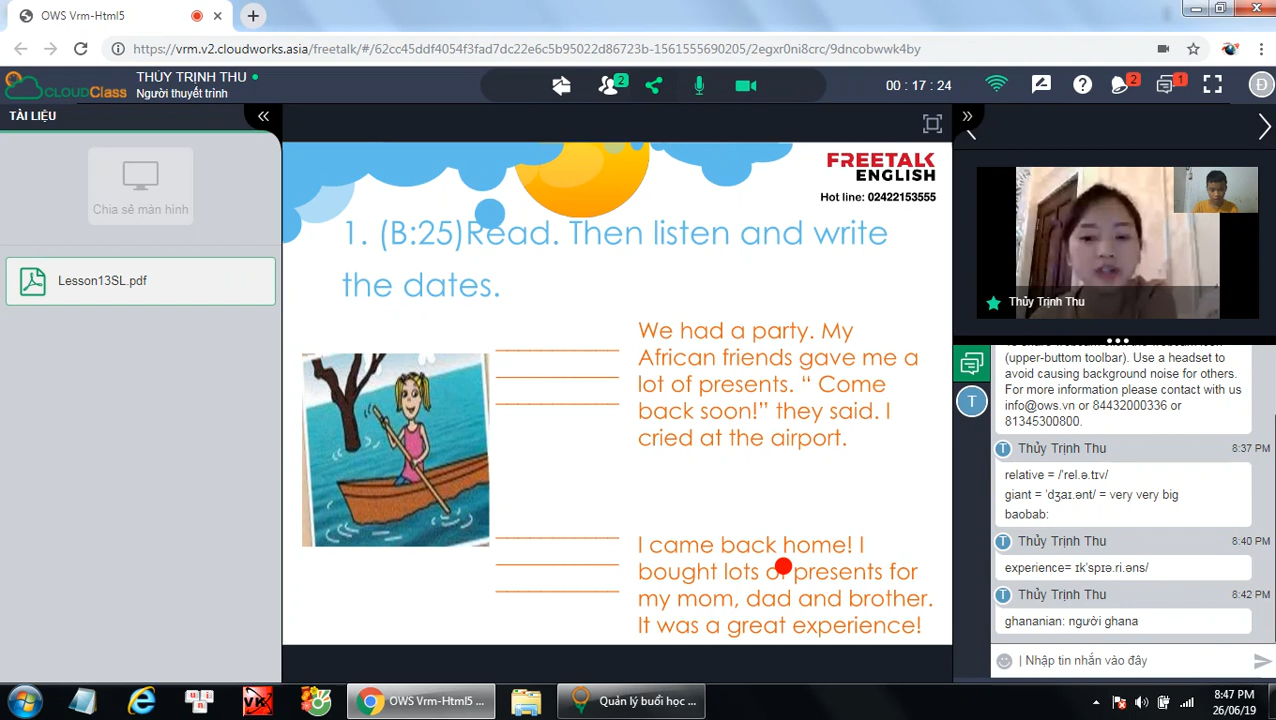 OWS Vrm-Html5
https://vrm.v2.cloudworks.asia/freetalk/#/62cc45ddf4054f3fad7dc22e6c5b95022d86723b-1561555690205/2egxr0ni8crc/9dncobwwk4by
CLOUDClass
THỦY TRỊNH THU
Người thuyết trình
2
00 : 17 : 24
2
1
Đ
TÀI LIỆU
Chia sẻ màn hình
Lesson13SL.pdf
FREETALK
ENGLISH
Hot line: 02422153555
1. (B:25)Read. Then listen and write
the dates.
We had a party. My
African friends gave me a
lot of presents. “ Come
back soon!” they said. I
cried at the airport.
I came back home! I
bought lots of presents for
my mom, dad and brother.
It was a great experience!
Thủy Trịnh Thu
(upper-buttom toolbar). Use a headset to
avoid causing background noise for others.
For more information please contact with us
info@ows.vn or 84432000336 or
81345300800.
T
T Thủy Trịnh Thu 8:37 PM
relative = /ˈrel.ə.tɪv/
giant = ˈdʒaɪ.ənt/ = very very big
baobab:
T Thủy Trịnh Thu 8:40 PM
experience= ɪkˈspɪə.ri.əns/
T Thủy Trịnh Thu 8:42 PM
ghananian: người ghana
Nhập tin nhắn vào đây
OWS Vrm-Html5 ...
Quản lý buổi học ...
8:47 PM
26/06/19